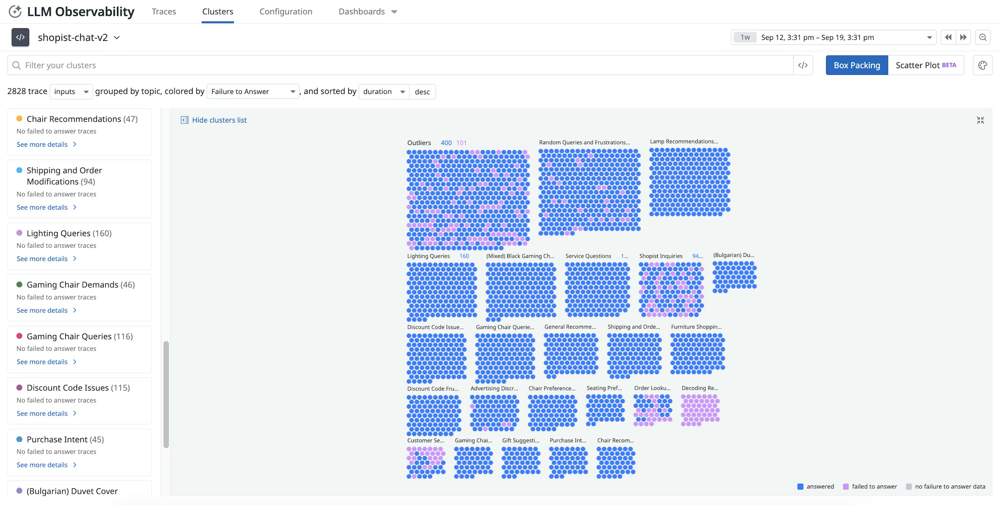 LLM Observability Traces Clusters Configuration Dashboards
</> shopist-chat-v2 1w Sep 12, 3:31 pm – Sep 19, 3:31 pm
Filter your clusters </> Box Packing Scatter Plot BETA
2828 trace inputs grouped by topic, colored by Failure to Answer , and sorted by duration desc
Chair Recommendations (47)
No failed to answer traces
See more details
Shipping and Order
Modifications (94)
No failed to answer traces
See more details
Lighting Queries (160)
No failed to answer traces
See more details
Gaming Chair Demands (46)
No failed to answer traces
See more details
Gaming Chair Queries (116)
No failed to answer traces
See more details
Discount Code Issues (115)
No failed to answer traces
See more details
Purchase Intent (45)
No failed to answer traces
See more details
(Bulgarian) Duvet Cover
Hide clusters list
Outliers 400 101 Random Queries and Frustrations... Lamp Recommendations...
Lighting Queries 160 (Mixed) Black Gaming Ch... Service Questions 1... Shopist Inquiries 94... (Bulgarian) Du...
Discount Code Issue... Gaming Chair Querie... General Recomme... Shipping and Orde... Furniture Shoppin...
Discount Code Fru... Advertising Discr... Chair Preference... Seating Pref... Order Looku... Decoding Re...
Customer Se... Gaming Chai... Gift Suggesti... Purchase Int... Chair Recom...
answered failed to answer no failure to answer data